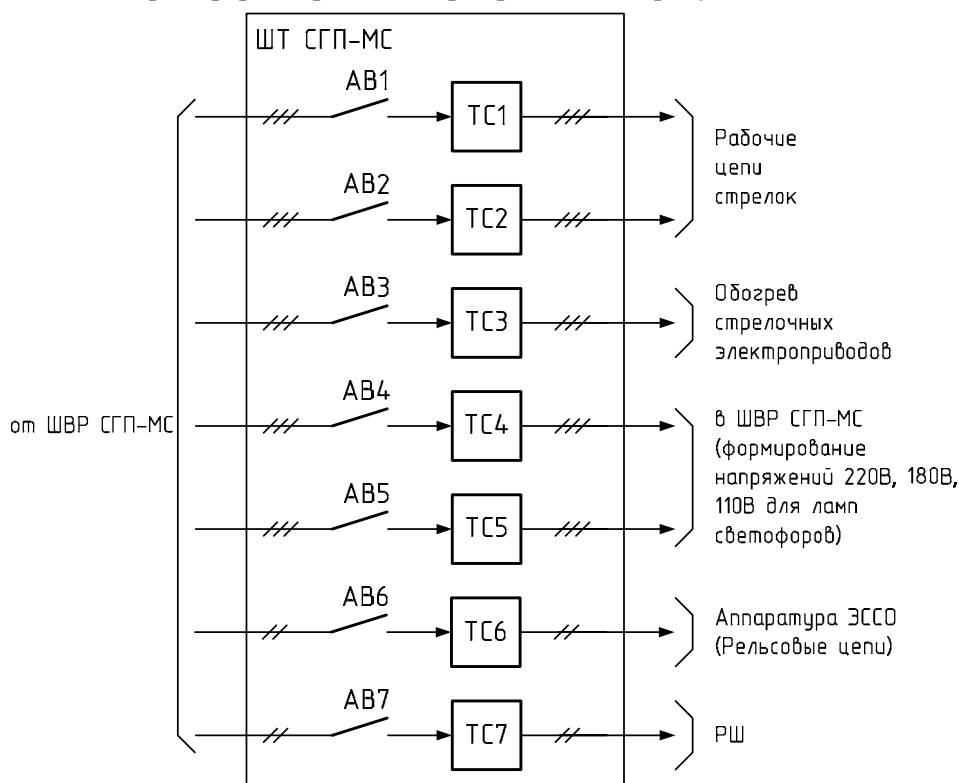 ШТ СГП-МС
АВ1
ТС1
АВ2
ТС2
Рабочие
цепи
стрелок
АВ3
ТС3
Обогрев
стрелочных
электроприводов
от ШВР СГП-МС
АВ4
ТС4
АВ5
ТС5
в ШВР СГП-МС
(формирование
напряжений 220В, 180В,
110В для ламп
светофоров)
АВ6
ТС6
Аппаратура ЭССО
(Рельсовые цепи)
АВ7
ТС7
РШ